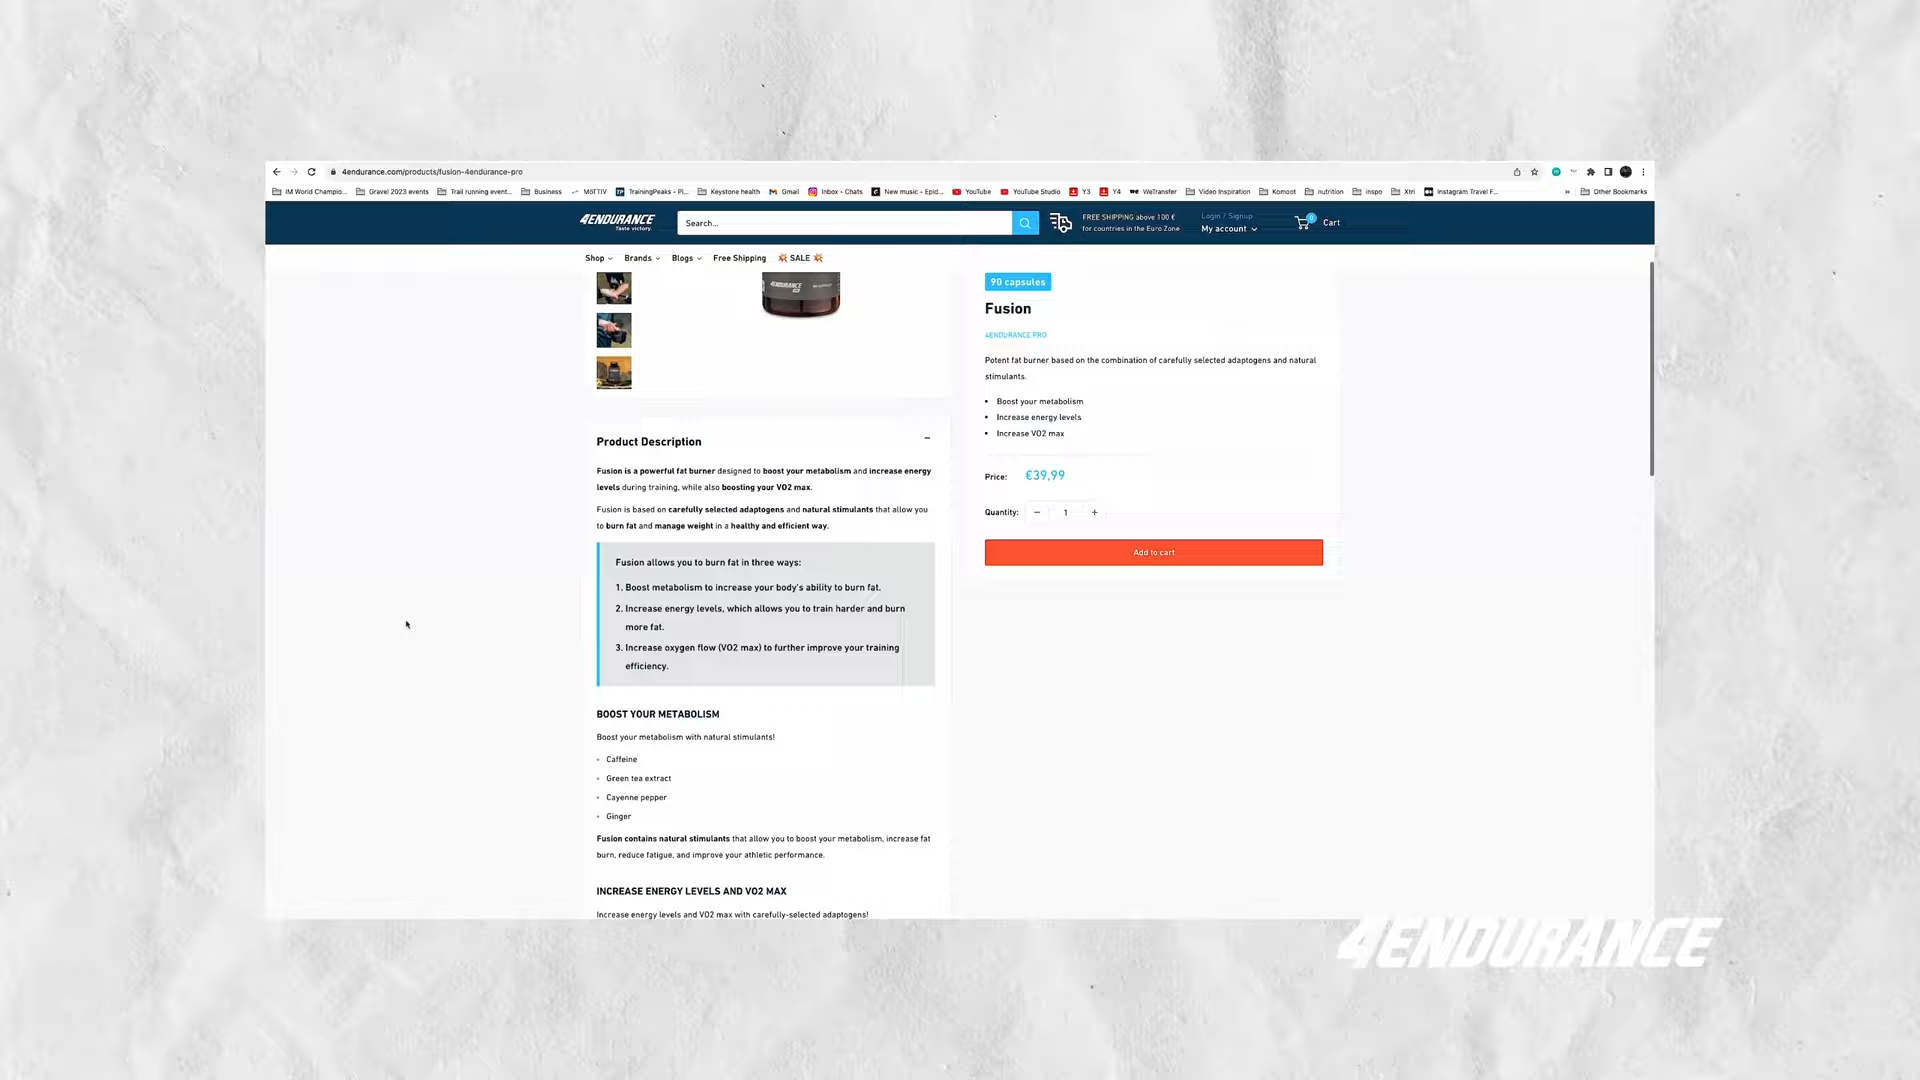 4endurance.com/products/fusion-4endurance-pro
IM World Champio... Gravel 2023 events Trail running event... Business MōTTIV TrainingPeaks - Pl... Keystone health Gmail Inbox • Chats New music - Epid... YouTube YouTube Studio Y3 Y4 WeTransfer Video Inspiration Komoot nutrition inspo Xtri Instagram Travel F... » Other Bookmarks
4ENDURANCE
Taste victory.
Search...
FREE SHIPPING above 100 €
for countries in the Euro Zone
Login / Signup
My account
0
Cart
Shop Brands Blogs Free Shipping 💥 SALE 💥
4ENDURANCE
90 capsules
Fusion
4ENDURANCE PRO
Potent fat burner based on the combination of carefully selected adaptogens and natural
stimulants.
• Boost your metabolism
• Increase energy levels
• Increase VO2 max
Price: €39,99
Quantity: − 1 +
Add to cart
Product Description −
Fusion is a powerful fat burner designed to boost your metabolism and increase energy
levels during training, while also boosting your VO2 max.
Fusion is based on carefully selected adaptogens and natural stimulants that allow you
to burn fat and manage weight in a healthy and efficient way.
Fusion allows you to burn fat in three ways:
1. Boost metabolism to increase your body's ability to burn fat.
2. Increase energy levels, which allows you to train harder and burn
more fat.
3. Increase oxygen flow (VO2 max) to further improve your training
efficiency.
BOOST YOUR METABOLISM
Boost your metabolism with natural stimulants!
• Caffeine
• Green tea extract
• Cayenne pepper
• Ginger
Fusion contains natural stimulants that allow you to boost your metabolism, increase fat
burn, reduce fatigue, and improve your athletic performance.
INCREASE ENERGY LEVELS AND VO2 MAX
Increase energy levels and VO2 max with carefully-selected adaptogens!
4ENDURANCE